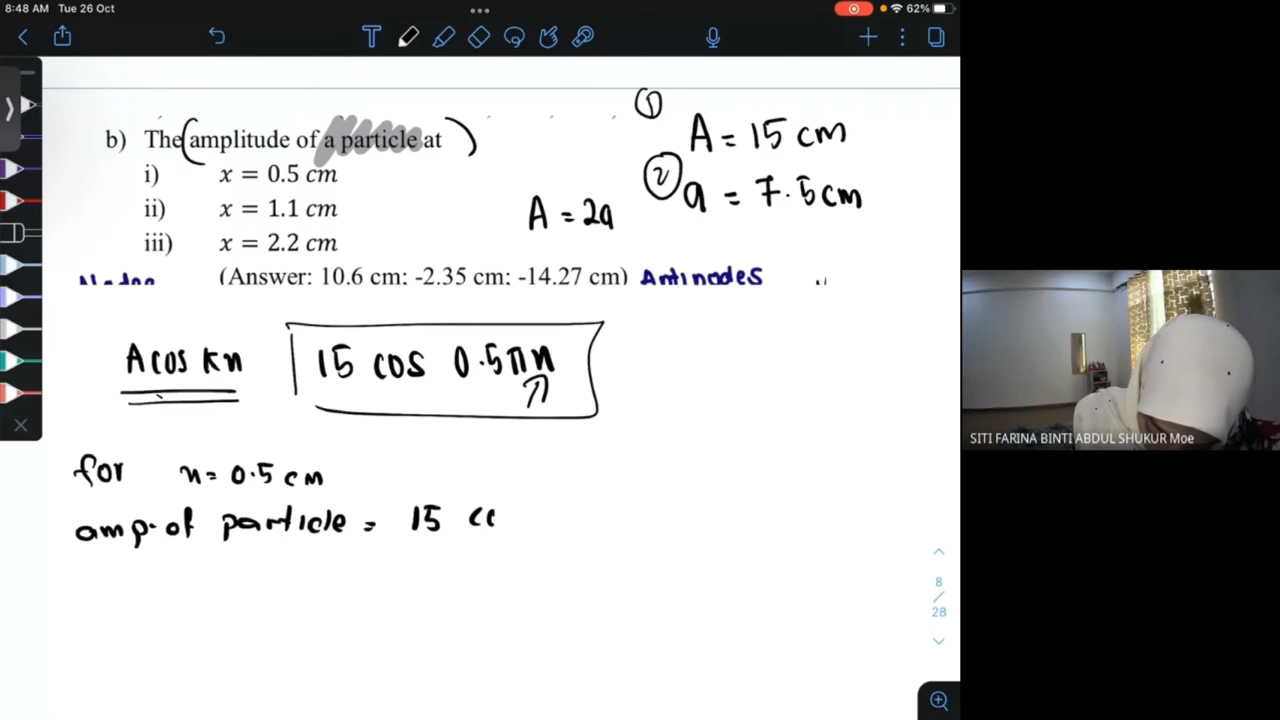 8:48 AM Tue 26 Oct
62%
b) The (amplitude of a particle at )
i) x = 0.5 cm
ii) x = 1.1 cm
iii) x = 2.2 cm
(Answer: 10.6 cm; -2.35 cm; -14.27 cm) Antinodes
① A = 15 cm
② a = 7.5 cm
A = 2a
A cos kx 15 cos 0.5πx
for x = 0.5 cm
amp. of particle = 15
8
/
28
SITI FARINA BINTI ABDUL SHUKUR Moe